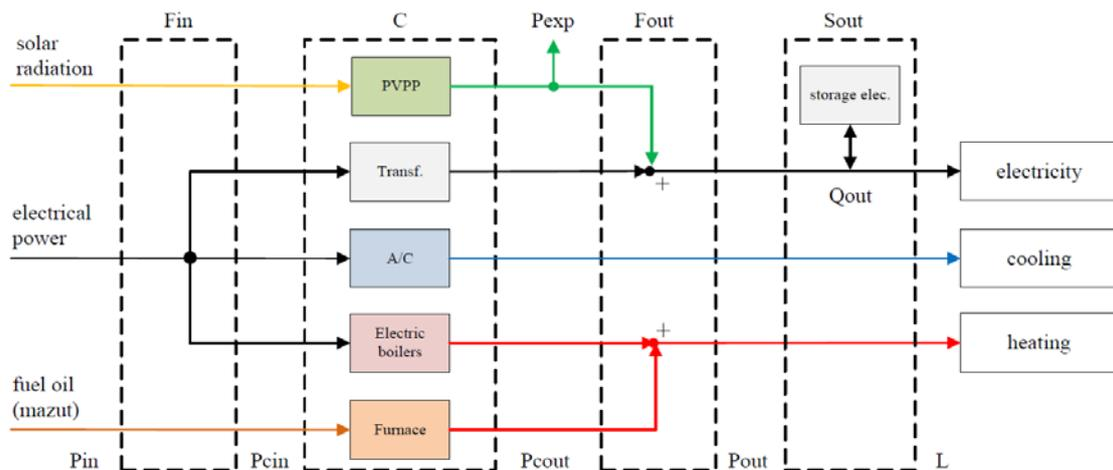 Fin
C
Pexp
Fout
Sout
solar
radiation
PVPP
storage elec.
Transf.
+
electricity
Qout
electrical
power
A/C
cooling
Electric
boilers
+
heating
fuel oil
(mazut)
Furnace
Pin
Pcin
Pcout
Pout
L